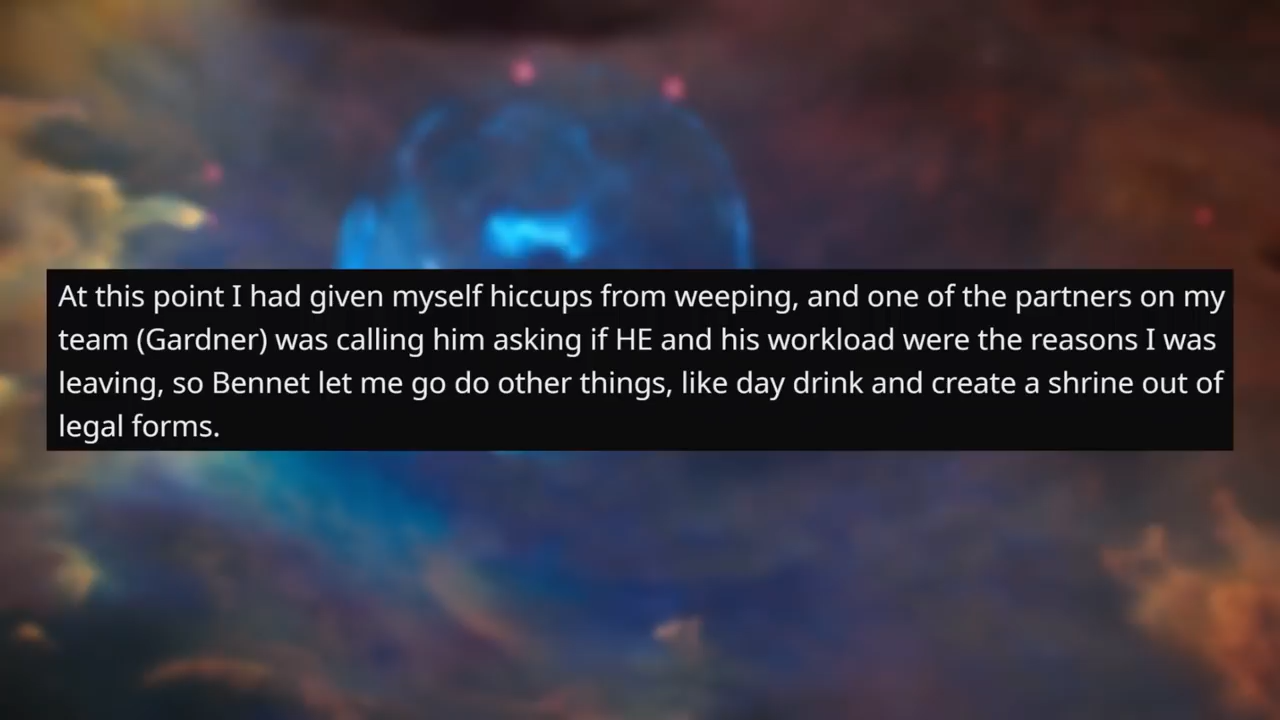 At this point I had given myself hiccups from weeping, and one of the partners on my
team (Gardner) was calling him asking if HE and his workload were the reasons I was
leaving, so Bennet let me go do other things, like day drink and create a shrine out of
legal forms.